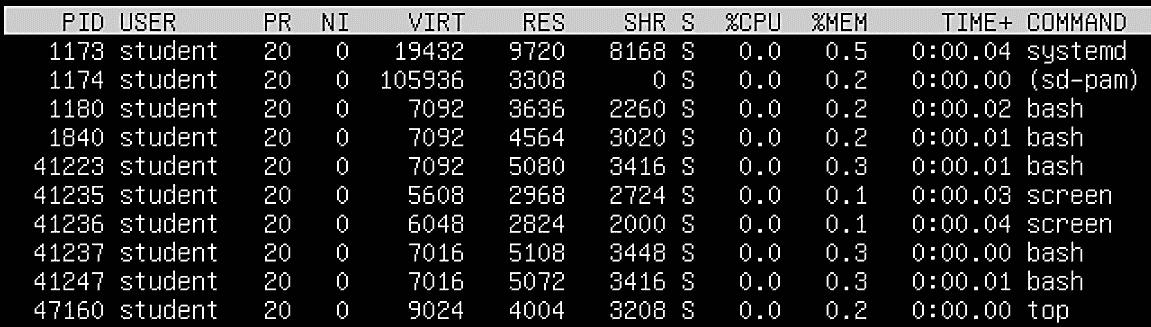 PID USER PR NI VIRT RES SHR S %CPU %MEM TIME+ COMMAND
1173 student 20 0 19432 9720 8168 S 0.0 0.5 0:00.04 systemd
1174 student 20 0 105936 3308 0 S 0.0 0.2 0:00.00 (sd-pam)
1180 student 20 0 7092 3636 2260 S 0.0 0.2 0:00.02 bash
1840 student 20 0 7092 4564 3020 S 0.0 0.2 0:00.01 bash
41223 student 20 0 7092 5080 3416 S 0.0 0.3 0:00.01 bash
41235 student 20 0 5608 2968 2724 S 0.0 0.1 0:00.03 screen
41236 student 20 0 6048 2824 2000 S 0.0 0.1 0:00.04 screen
41237 student 20 0 7016 5108 3448 S 0.0 0.3 0:00.00 bash
41247 student 20 0 7016 5072 3416 S 0.0 0.3 0:00.01 bash
47160 student 20 0 9024 4004 3208 S 0.0 0.2 0:00.00 top